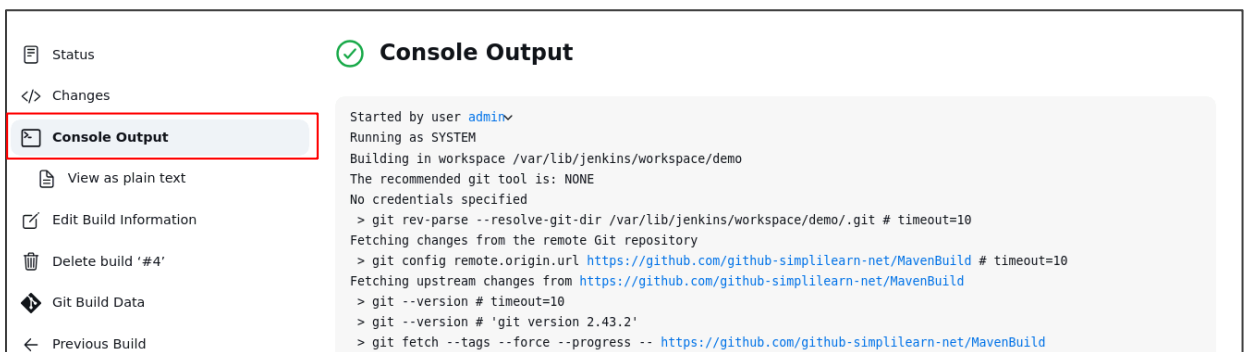 Status
Changes
Console Output
View as plain text
Edit Build Information
Delete build ‘#4’
Git Build Data
Previous Build
Console Output
Started by user admin
Running as SYSTEM
Building in workspace /var/lib/jenkins/workspace/demo
The recommended git tool is: NONE
No credentials specified
> git rev-parse --resolve-git-dir /var/lib/jenkins/workspace/demo/.git # timeout=10
Fetching changes from the remote Git repository
> git config remote.origin.url https://github.com/github-simplilearn-net/MavenBuild # timeout=10
Fetching upstream changes from https://github.com/github-simplilearn-net/MavenBuild
> git --version # timeout=10
> git --version # 'git version 2.43.2'
> git fetch --tags --force --progress -- https://github.com/github-simplilearn-net/MavenBuild